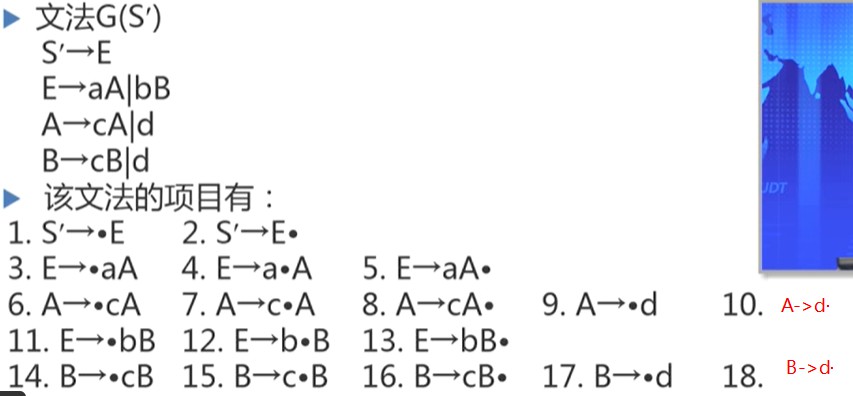 文法G(S′)
S′→E
E→aA|bB
A→cA|d
B→cB|d
该文法的项目有：
1. S′→•E 2. S′→E•
3. E→•aA 4. E→a•A 5. E→aA•
6. A→•cA 7. A→c•A 8. A→cA• 9. A→•d 10. A->d·
11. E→•bB 12. E→b•B 13. E→bB•
14. B→•cB 15. B→c•B 16. B→cB• 17. B→•d 18. B->d·
UDT